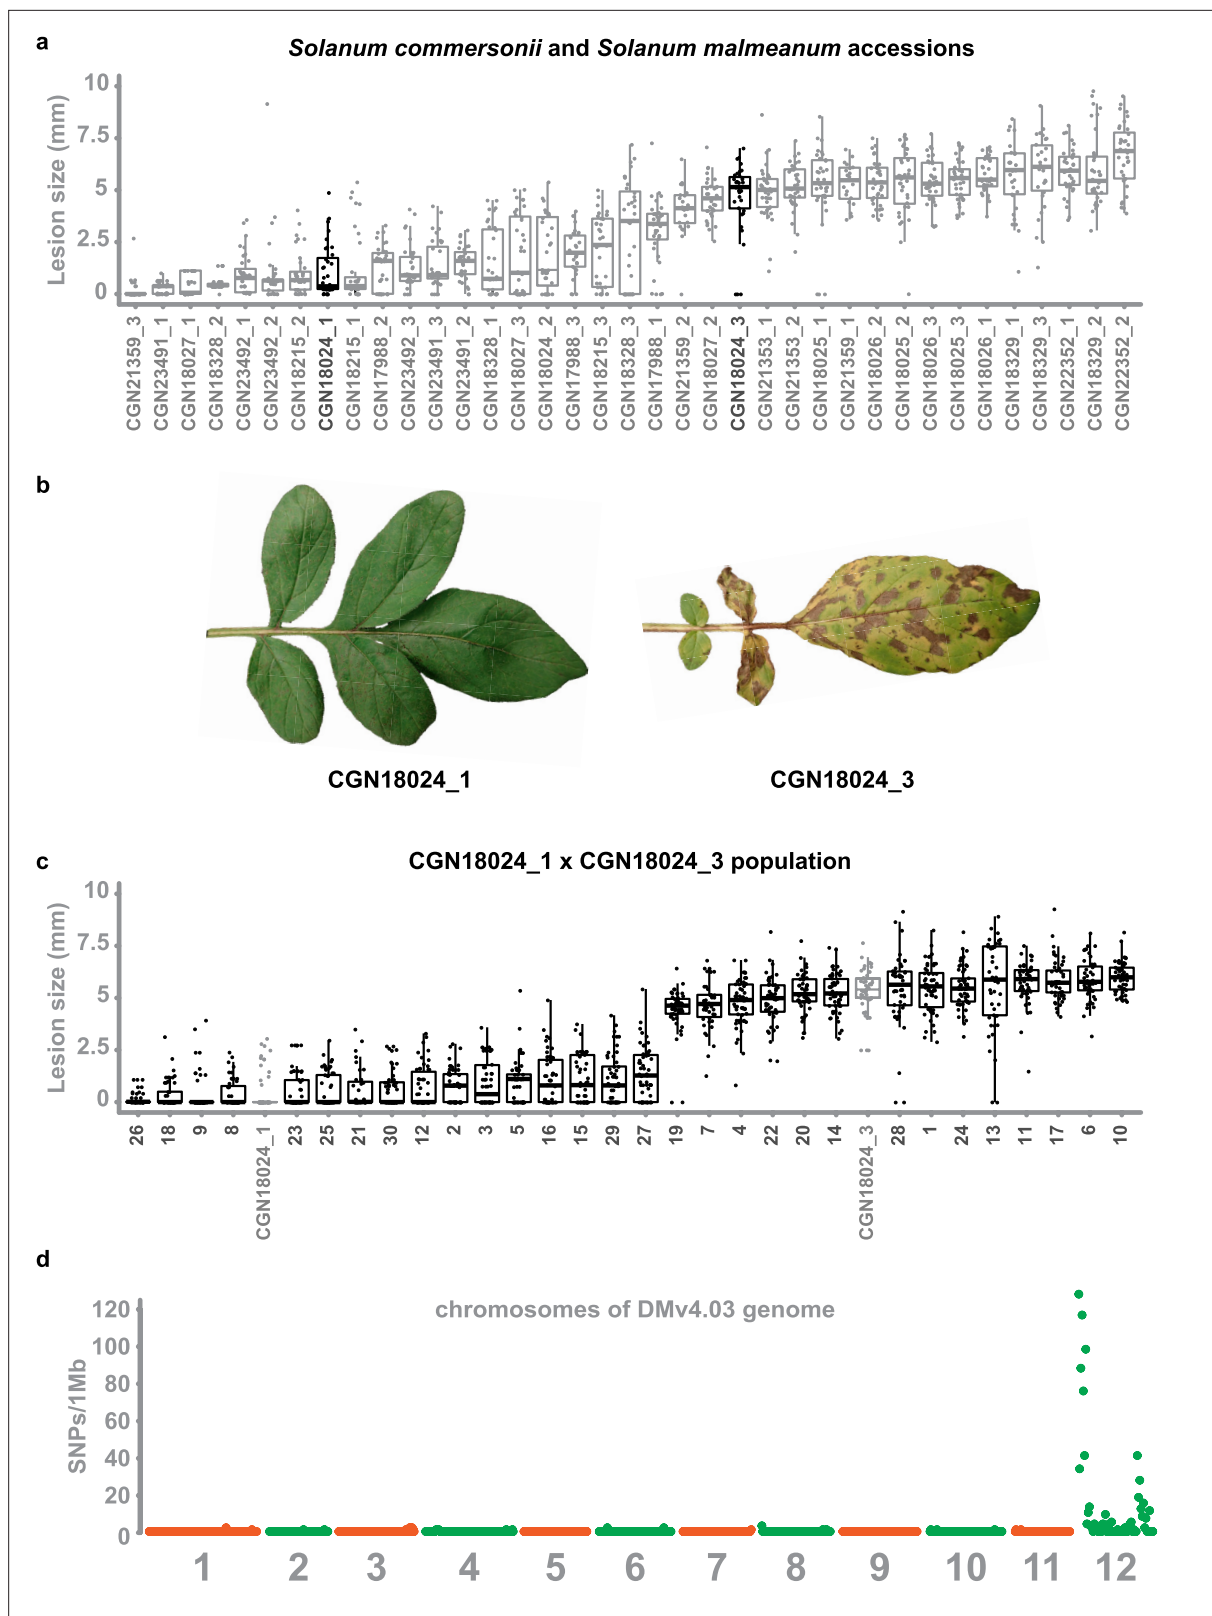 a
Solanum commersonii and Solanum malmeanum accessions
Lesion size (mm)
10
7.5
5
2.5
0
CGN21359_3
CGN23491_1
CGN18027_1
CGN18328_2
CGN23492_1
CGN23492_2
CGN18215_2
CGN18024_1
CGN18215_1
CGN17988_2
CGN23492_3
CGN23491_3
CGN23491_2
CGN18328_1
CGN18027_3
CGN18024_2
CGN17988_3
CGN18215_3
CGN18328_3
CGN17988_1
CGN21359_2
CGN18027_2
CGN18024_3
CGN21353_1
CGN21353_2
CGN18025_1
CGN21359_1
CGN18026_2
CGN18025_2
CGN18026_3
CGN18025_3
CGN18026_1
CGN18329_1
CGN18329_3
CGN22352_1
CGN18329_2
CGN22352_2
b
CGN18024_1
CGN18024_3
c
CGN18024_1 x CGN18024_3 population
Lesion size (mm)
10
7.5
5
2.5
0
26
18
9
8
CGN18024_1
23
25
21
30
12
2
3
5
16
15
29
27
19
7
4
22
20
14
CGN18024_3
28
1
24
13
11
17
6
10
d
chromosomes of DMv4.03 genome
SNPs/1Mb
120
100
80
60
40
20
0
1 2 3 4 5 6 7 8 9 10 11 12